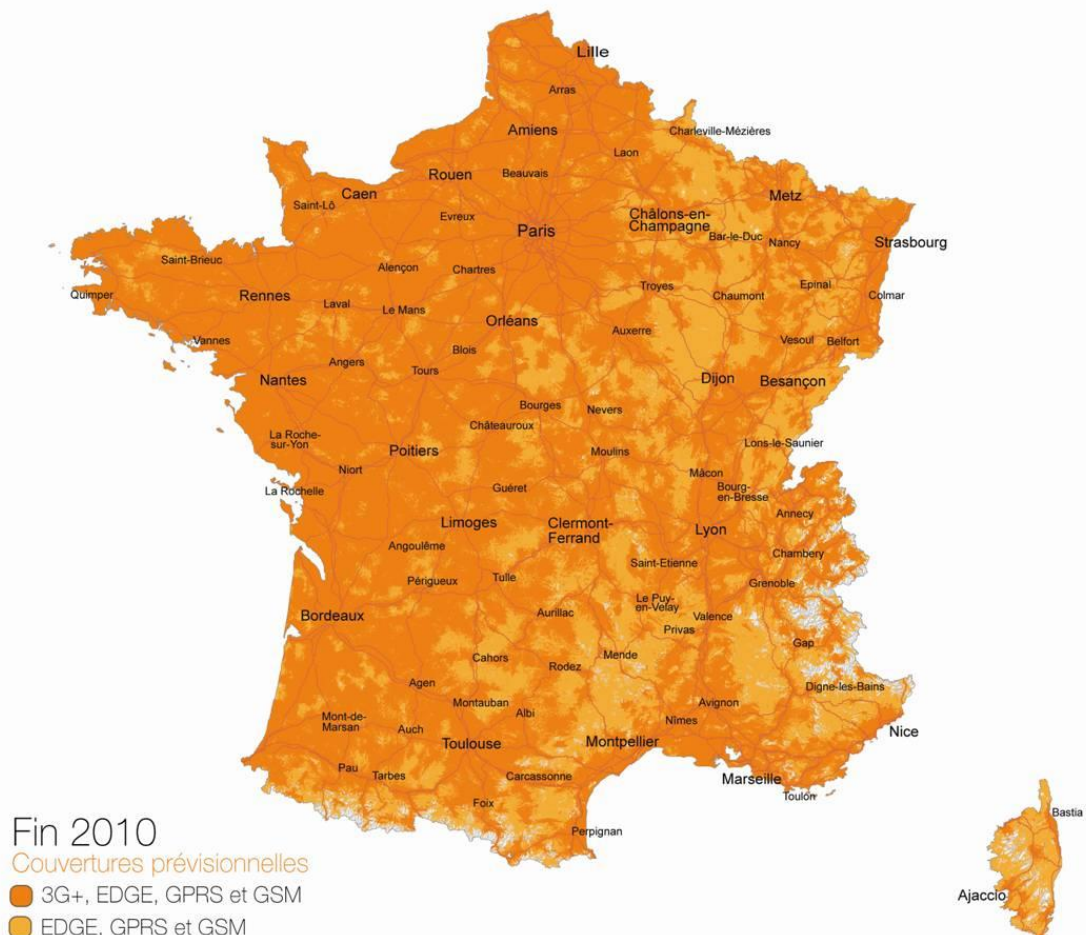 Lille
Arras
Amiens
Charleville-Mézières
Laon
Rouen
Beauvais
Caen
Metz
Saint-Lô
Evreux
Châlons-en-
Champagne
Paris
Bar-le-Duc
Nancy
Strasbourg
Saint-Brieuc
Alençon
Chartres
Troyes
Epinal
Quimper
Rennes
Laval
Le Mans
Chaumont
Colmar
Orléans
Auxerre
Vannes
Blois
Vesoul
Belfort
Angers
Tours
Nantes
Dijon
Besançon
Bourges
Nevers
Châteauroux
La Roche-
sur-Yon
Poitiers
Moulins
Lons-le-Saunier
Niort
Mâcon
La Rochelle
Guéret
Bourg-
en-Bresse
Annecy
Limoges
Clermont-
Ferrand
Lyon
Angoulême
Chambery
Saint-Etienne
Périgueux
Tulle
Grenoble
Le Puy-
en-Velay
Bordeaux
Aurillac
Valence
Privas
Gap
Cahors
Rodez
Mende
Agen
Digne-les-Bains
Montauban
Albi
Avignon
Mont-de-
Marsan
Auch
Nîmes
Toulouse
Montpellier
Nice
Pau
Tarbes
Carcassonne
Marseille
Toulon
Foix
Perpignan
Bastia
Ajaccio
Fin 2010
Couvertures prévisionnelles
3G+, EDGE, GPRS et GSM
EDGE, GPRS et GSM